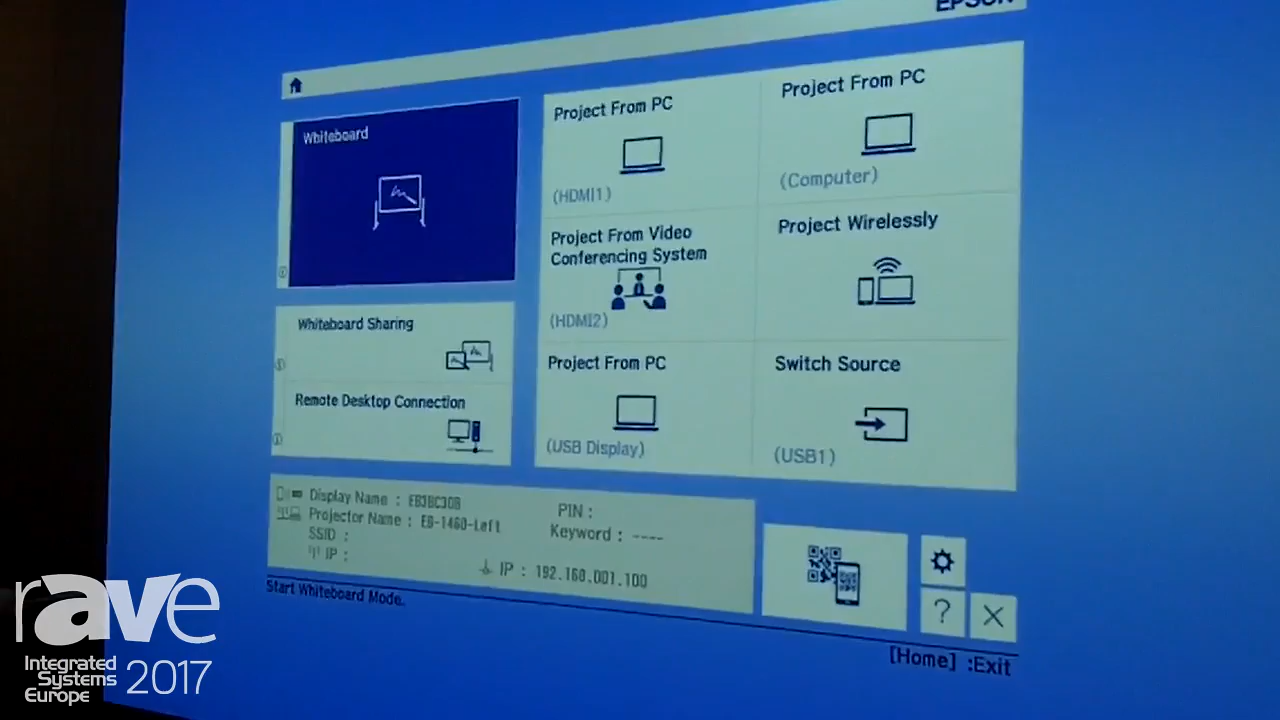 EPSON
Whiteboard
Project From PC
(HDMI1)
Project From PC
(Computer)
Project From Video
Conferencing System
(HDMI2)
Project Wirelessly
Whiteboard Sharing
Remote Desktop Connection
Project From PC
(USB Display)
Switch Source
(USB1)
Display Name : EB3BC30B
Projector Name : EB-1460-Left
SSID :
IP :
PIN :
Keyword : ----
IP : 192.168.001.100
?
Start Whiteboard Mode.
[Home] :Exit
rave
Integrated
Systems
Europe
2017